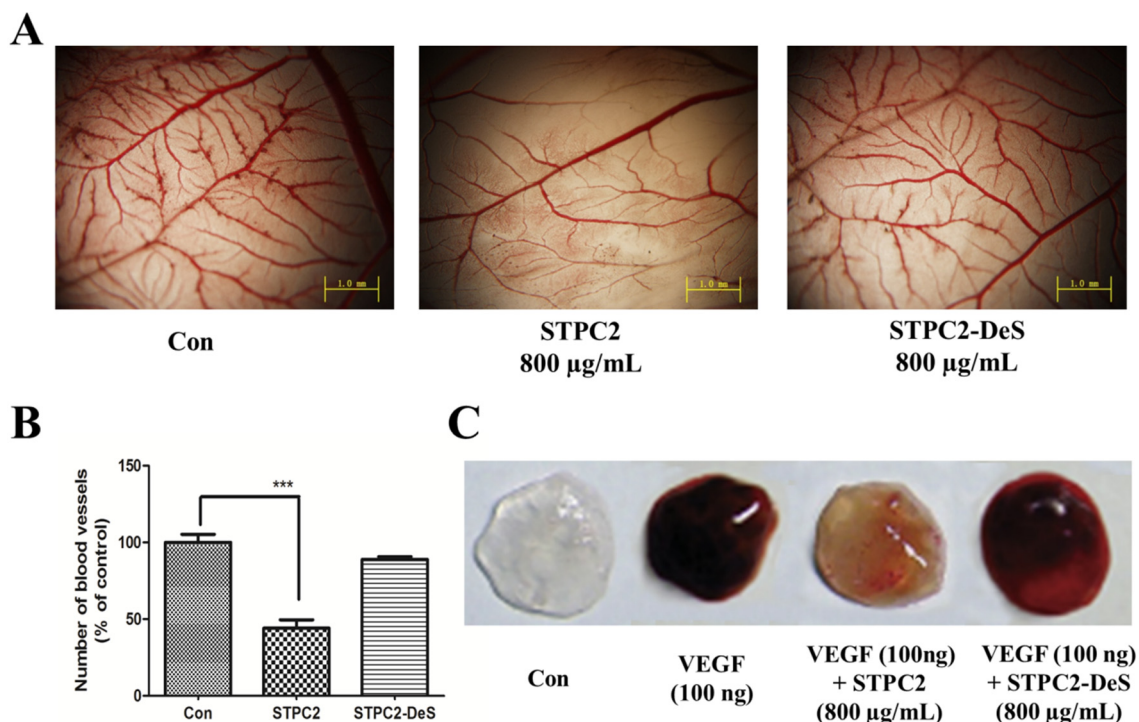 A
1.0 mm
1.0 mm
1.0 mm
Con
STPC2
800 µg/mL
STPC2-DeS
800 µg/mL
B
Number of blood vessels
(% of control)
150
100
50
0
***
Con
STPC2
STPC2-DeS
C
Con
VEGF
(100 ng)
VEGF (100ng)
+ STPC2
(800 µg/mL)
VEGF (100 ng)
+ STPC2-DeS
(800 µg/mL)